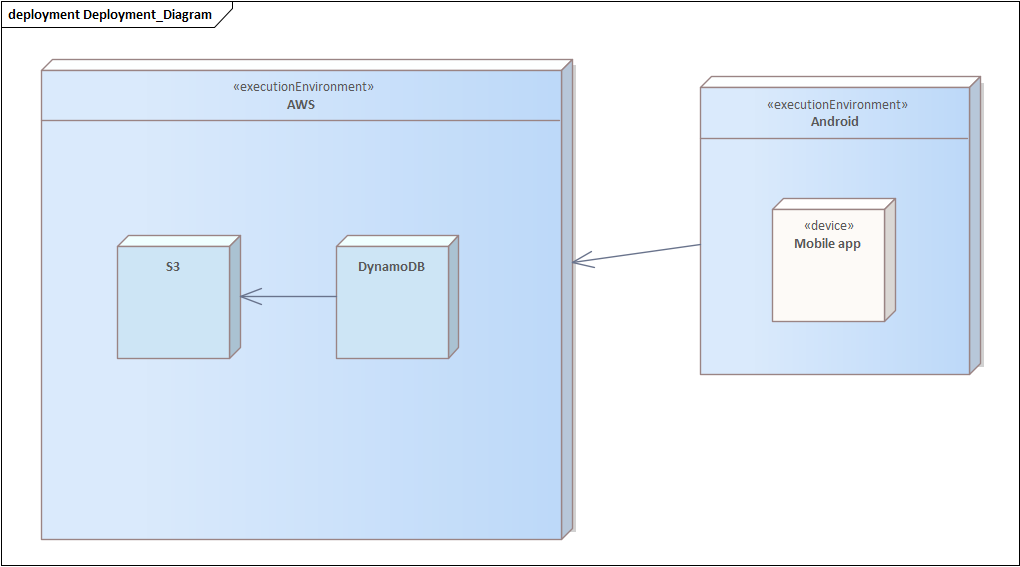 deployment Deployment_Diagram
«executionEnvironment»
AWS
S3
DynamoDB
«executionEnvironment»
Android
«device»
Mobile app